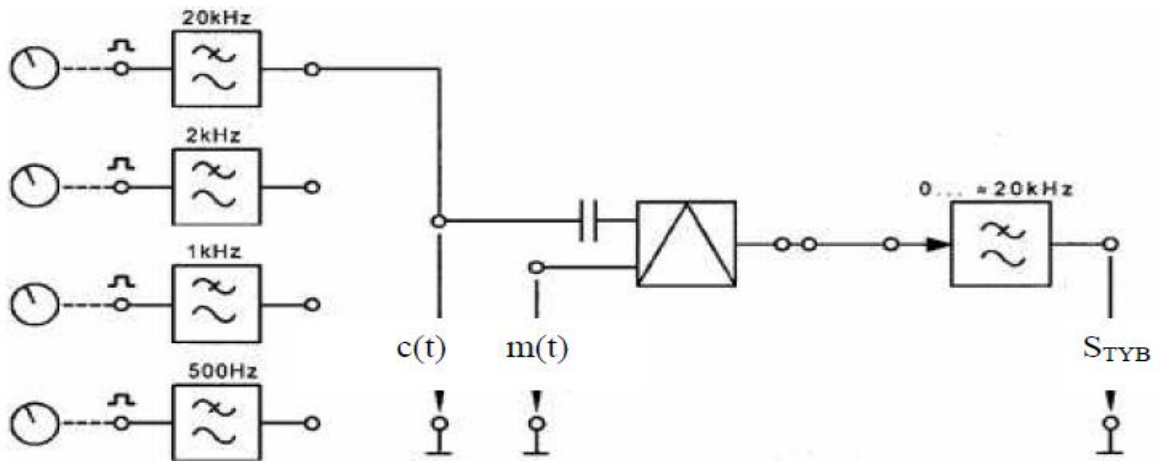 20kHz
2kHz
1kHz
500Hz
0... ≈20kHz
c(t)
m(t)
STYB